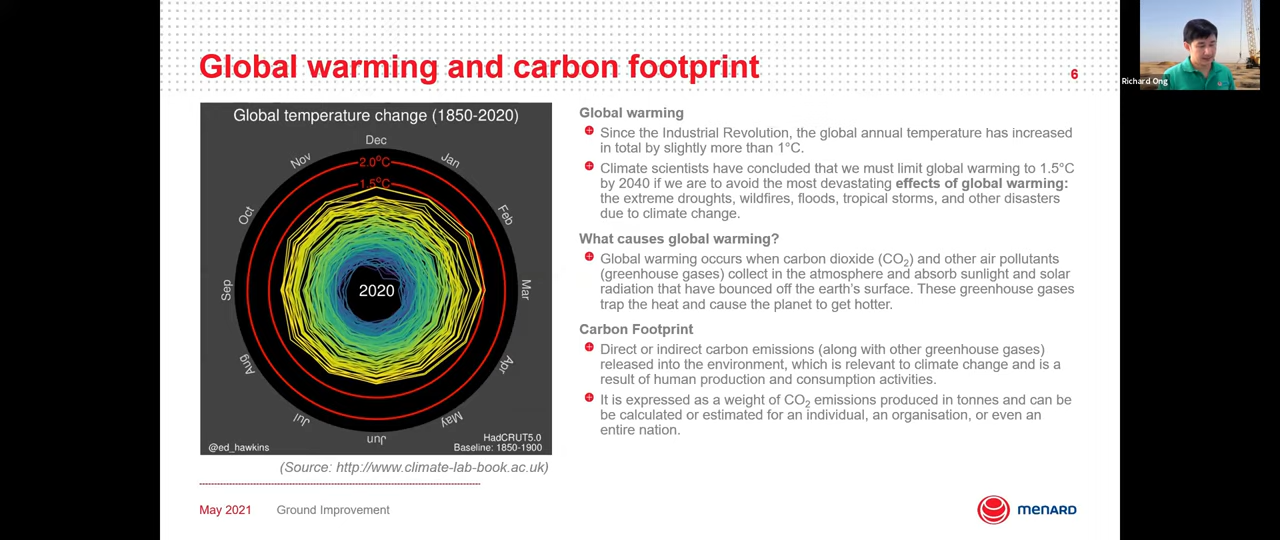 Global warming and carbon footprint
6
Richard Ong
Global temperature change (1850-2020)
Dec
Jan
Feb
Mar
Apr
May
Jun
Jul
Aug
Sep
Oct
Nov
2.0°C
1.5°C
2020
@ed_hawkins
HadCRUT5.0
Baseline: 1850-1900
(Source: http://www.climate-lab-book.ac.uk)
Global warming
Since the Industrial Revolution, the global annual temperature has increased
in total by slightly more than 1°C.
Climate scientists have concluded that we must limit global warming to 1.5°C
by 2040 if we are to avoid the most devastating effects of global warming:
the extreme droughts, wildfires, floods, tropical storms, and other disasters
due to climate change.
What causes global warming?
Global warming occurs when carbon dioxide (CO₂) and other air pollutants
(greenhouse gases) collect in the atmosphere and absorb sunlight and solar
radiation that have bounced off the earth's surface. These greenhouse gases
trap the heat and cause the planet to get hotter.
Carbon Footprint
Direct or indirect carbon emissions (along with other greenhouse gases)
released into the environment, which is relevant to climate change and is a
result of human production and consumption activities.
It is expressed as a weight of CO₂ emissions produced in tonnes and can be
be calculated or estimated for an individual, an organisation, or even an
entire nation.
May 2021
Ground Improvement
MENARD